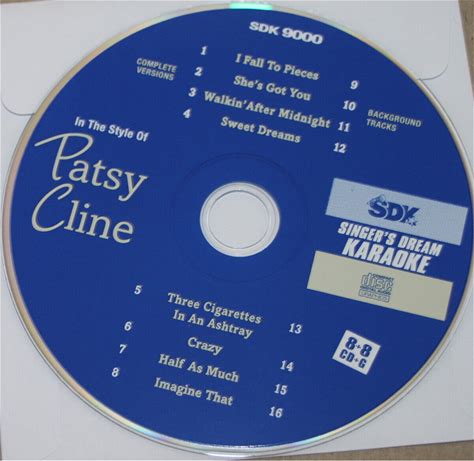 SDK 9000
COMPLETE VERSIONS
BACKGROUND TRACKS
1 I Fall To Pieces 9
2 She's Got You 10
3 Walkin' After Midnight 11
4 Sweet Dreams 12
In The Style Of
Patsy
Cline
SDK
SINGER'S DREAM
KARAOKE
5 Three Cigarettes
In An Ashtray 13
6 Crazy 14
7 Half As Much 15
8 Imagine That 16
8+8
CD+G